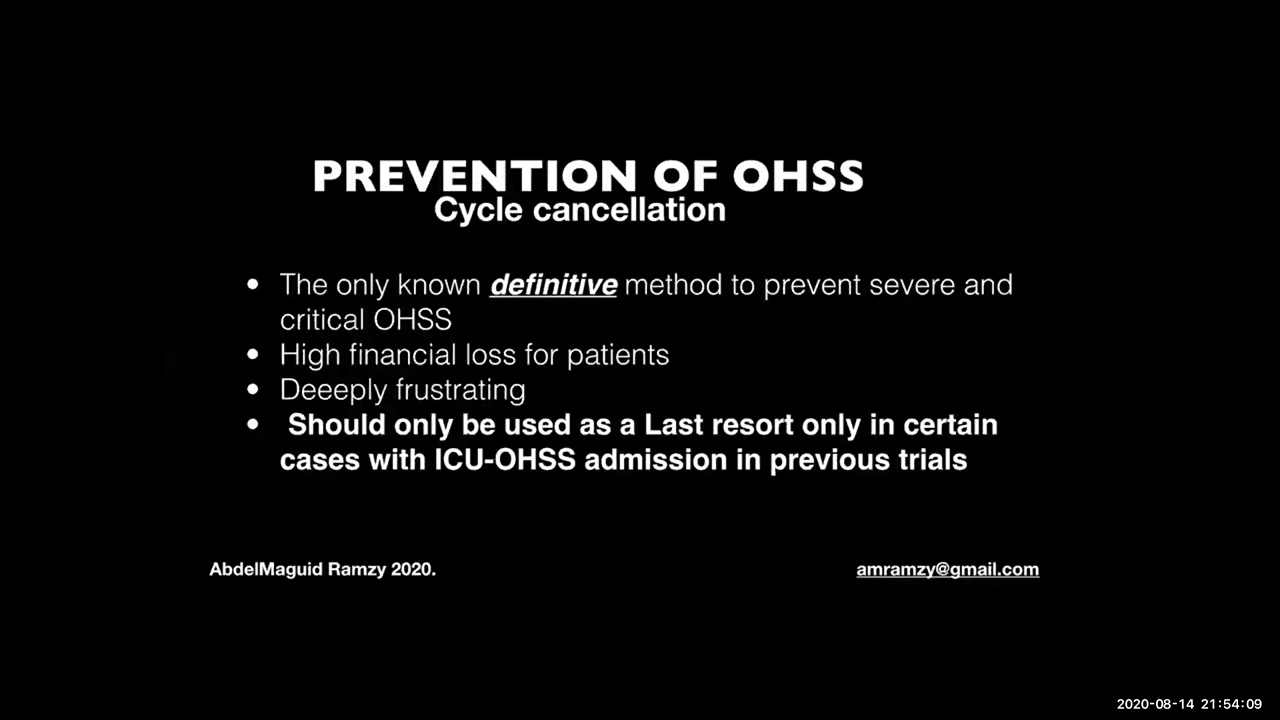 PREVENTION OF OHSS
Cycle cancellation
• The only known definitive method to prevent severe and
critical OHSS
• High financial loss for patients
• Deeeply frustrating
• Should only be used as a Last resort only in certain
cases with ICU-OHSS admission in previous trials
AbdelMaguid Ramzy 2020.
amramzy@gmail.com
2020-08-14 21:54:09